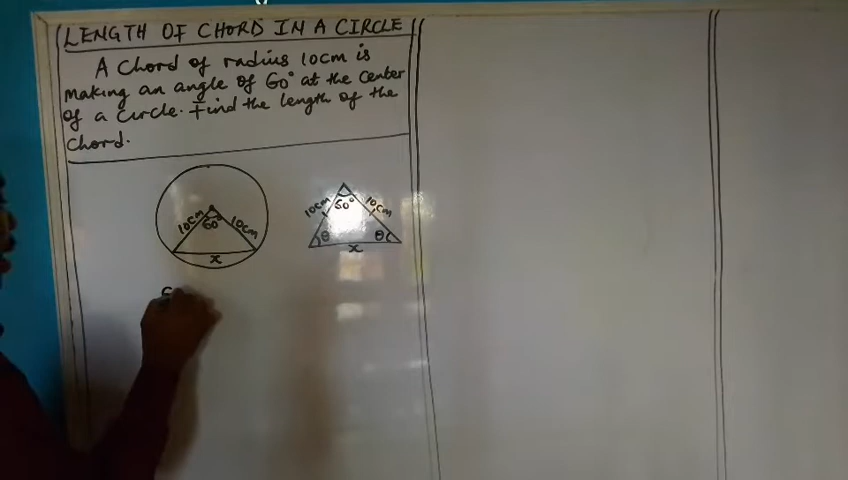 LENGTH OF CHORD IN A CIRCLE
A Chord of radius 10cm is
making an angle of 60° at the center
of a circle. Find the length of the
chord.
10cm
60°
10cm
x
10cm
60°
10cm
θ
θ
x
6